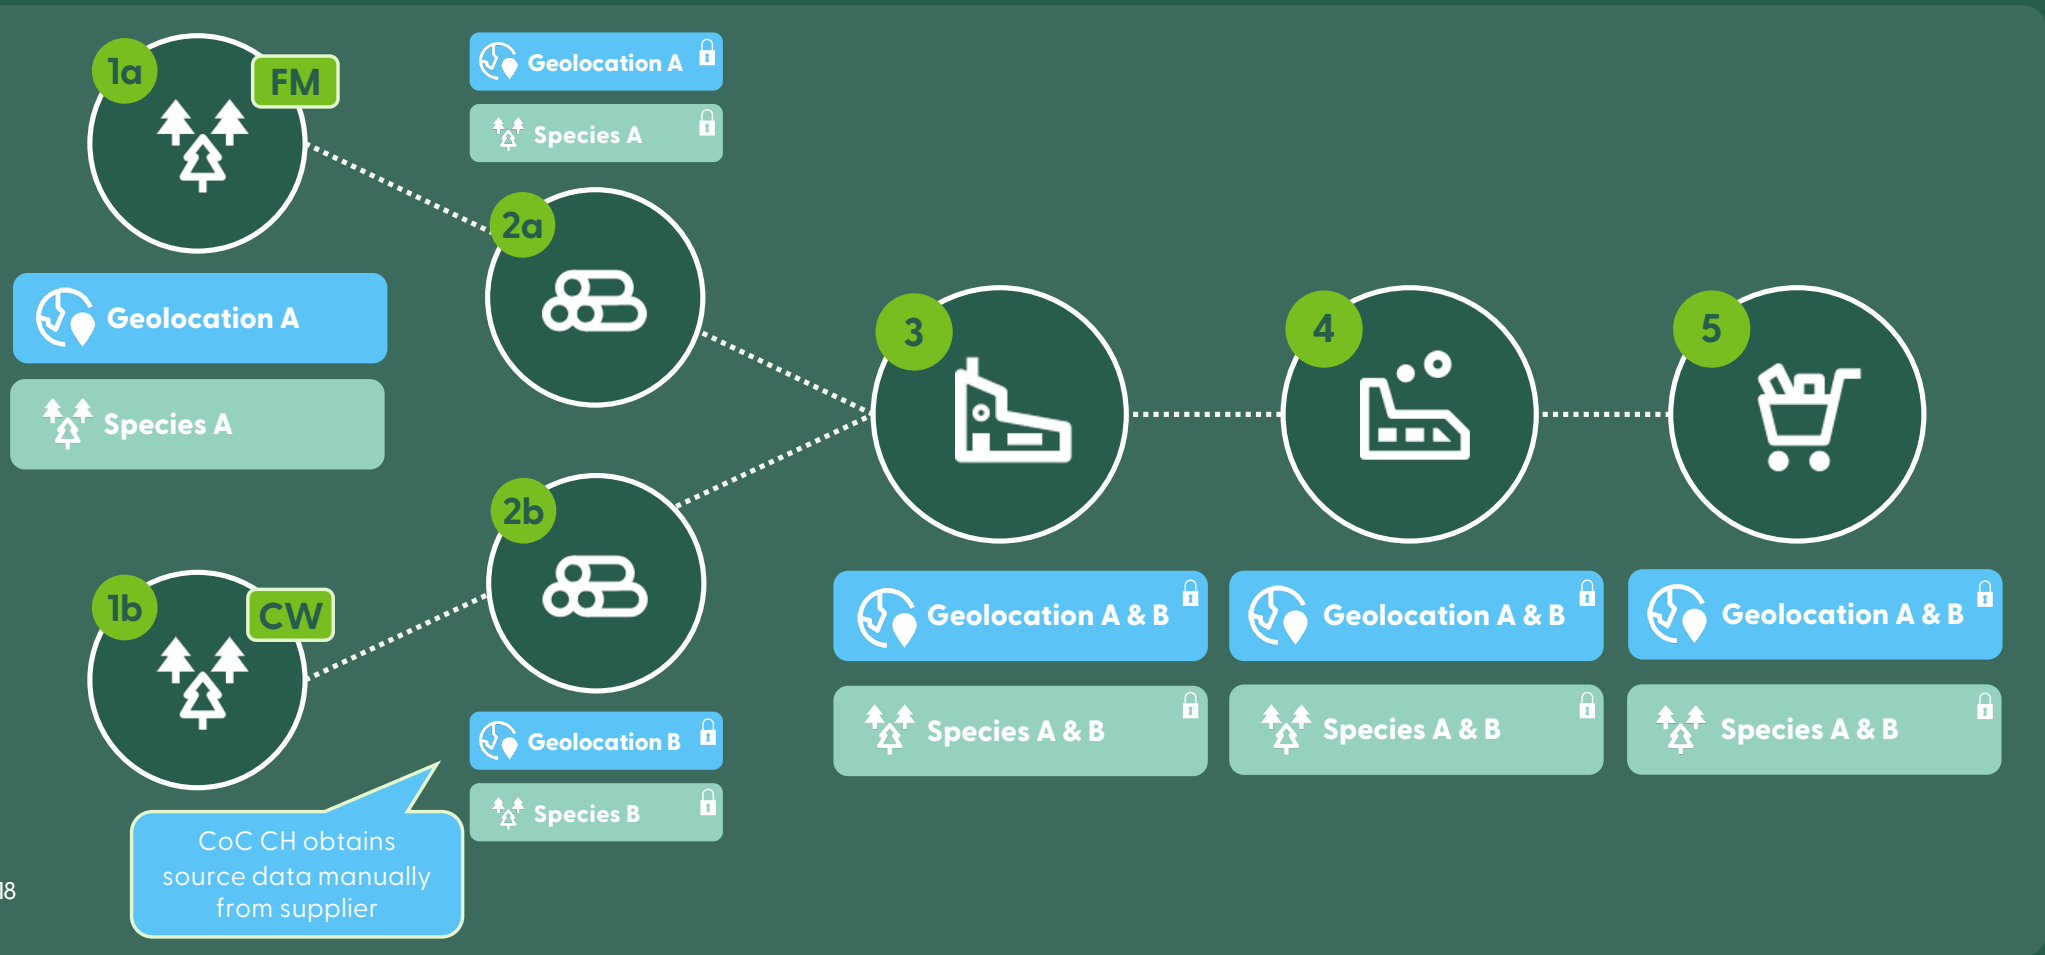 1a
FM
Geolocation A
Species A
2a
Geolocation A
Species A
3
4
5
2b
1b
CW
Geolocation A & B
Geolocation A & B
Geolocation A & B
Species A & B
Species A & B
Species A & B
Geolocation B
Species B
CoC CH obtains
source data manually
from supplier
18